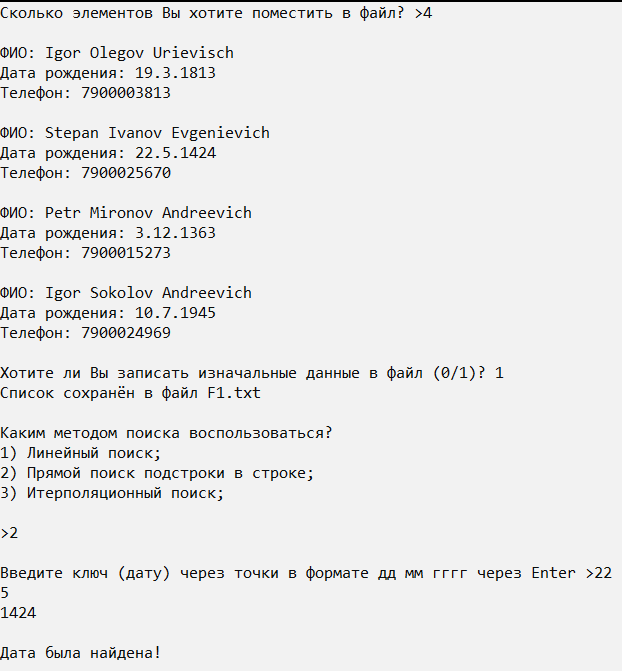 Сколько элементов Вы хотите поместить в файл? >4
ФИО: Igor Olegov Urievisch
Дата рождения: 19.3.1813
Телефон: 7900003813
ФИО: Stepan Ivanov Evgenievich
Дата рождения: 22.5.1424
Телефон: 7900025670
ФИО: Petr Mironov Andreevich
Дата рождения: 3.12.1363
Телефон: 7900015273
ФИО: Igor Sokolov Andreevich
Дата рождения: 10.7.1945
Телефон: 7900024969
Хотите ли Вы записать изначальные данные в файл (0/1)? 1
Список сохранён в файл F1.txt
Каким методом поиска воспользоваться?
1) Линейный поиск;
2) Прямой поиск подстроки в строке;
3) Итерполяционный поиск;
>2
Введите ключ (дату) через точки в формате дд мм гггг через Enter >22
5
1424
Дата была найдена!